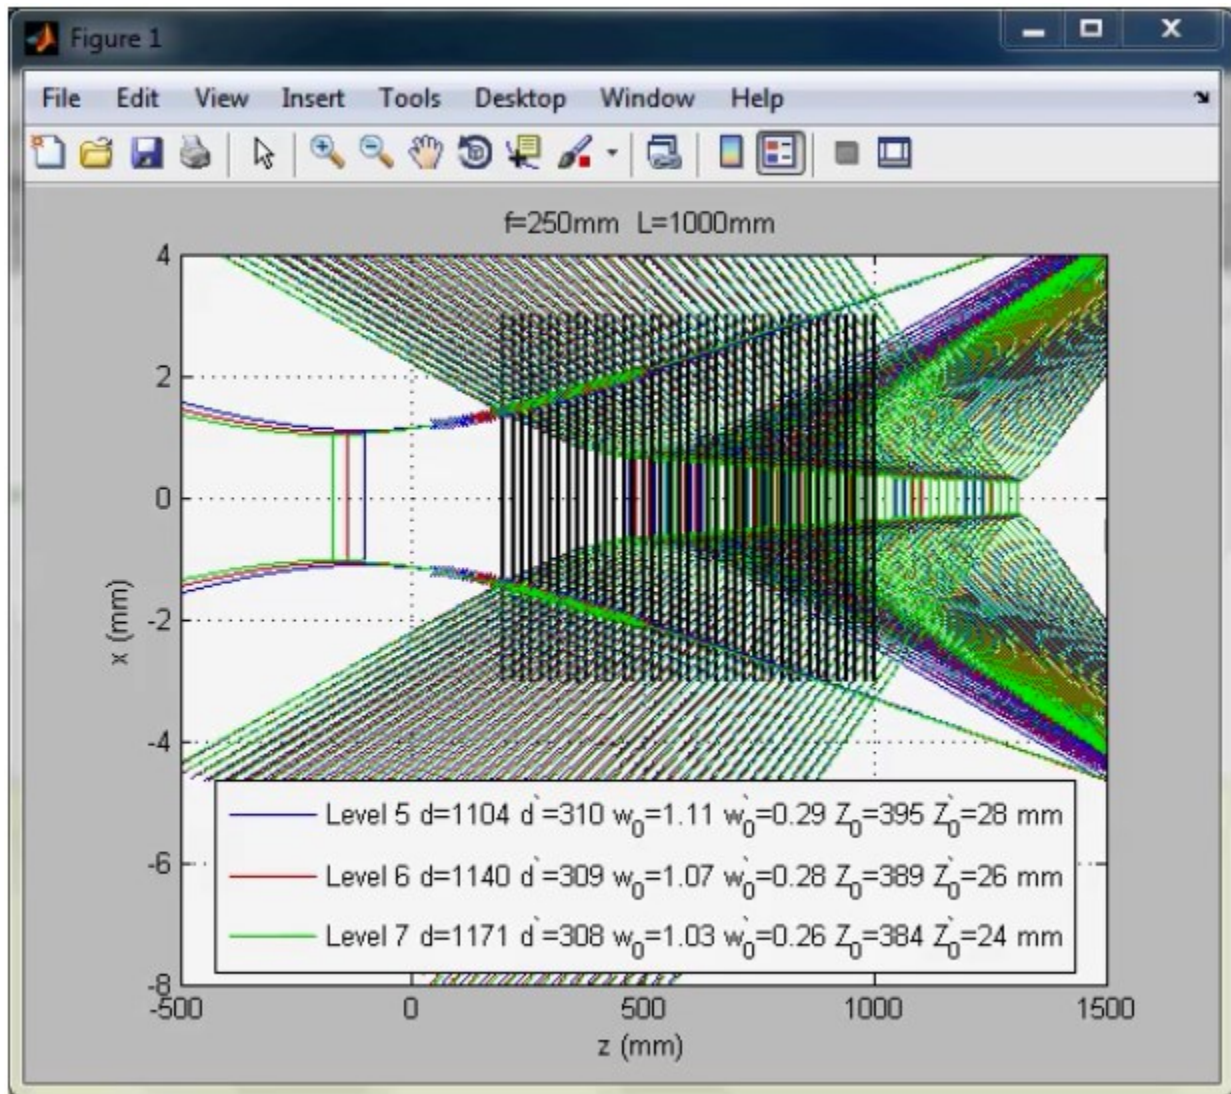 Figure 1
File Edit View Insert Tools Desktop Window Help
f=250mm L=1000mm
4
2
0
-2
-4
-6
-8
x (mm)
Level 5 d=1104 d`=310 w0=1.11 w`0=0.29 Z0=395 Z`0=28 mm
Level 6 d=1140 d`=309 w0=1.07 w`0=0.28 Z0=389 Z`0=26 mm
Level 7 d=1171 d`=308 w0=1.03 w`0=0.26 Z0=384 Z`0=24 mm
-500 0 500 1000 1500
z (mm)